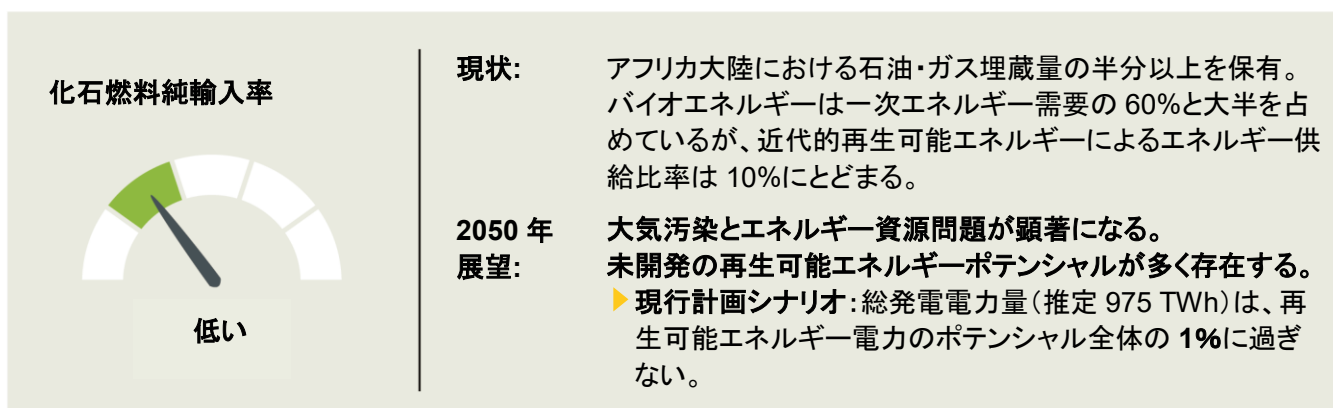 化石燃料純輸入率
低い
現状: アフリカ大陸における石油・ガス埋蔵量の半分以上を保有。
バイオエネルギーは一次エネルギー需要の 60%と大半を占
めているが、近代的再生可能エネルギーによるエネルギー供
給比率は 10%にとどまる。
2050 年 大気汚染とエネルギー資源問題が顕著になる。
展望: 未開発の再生可能エネルギーポテンシャルが多く存在する。
現行計画シナリオ:総発電電力量(推定 975 TWh)は、再
生可能エネルギー電力のポテンシャル全体の 1%に過ぎ
ない。